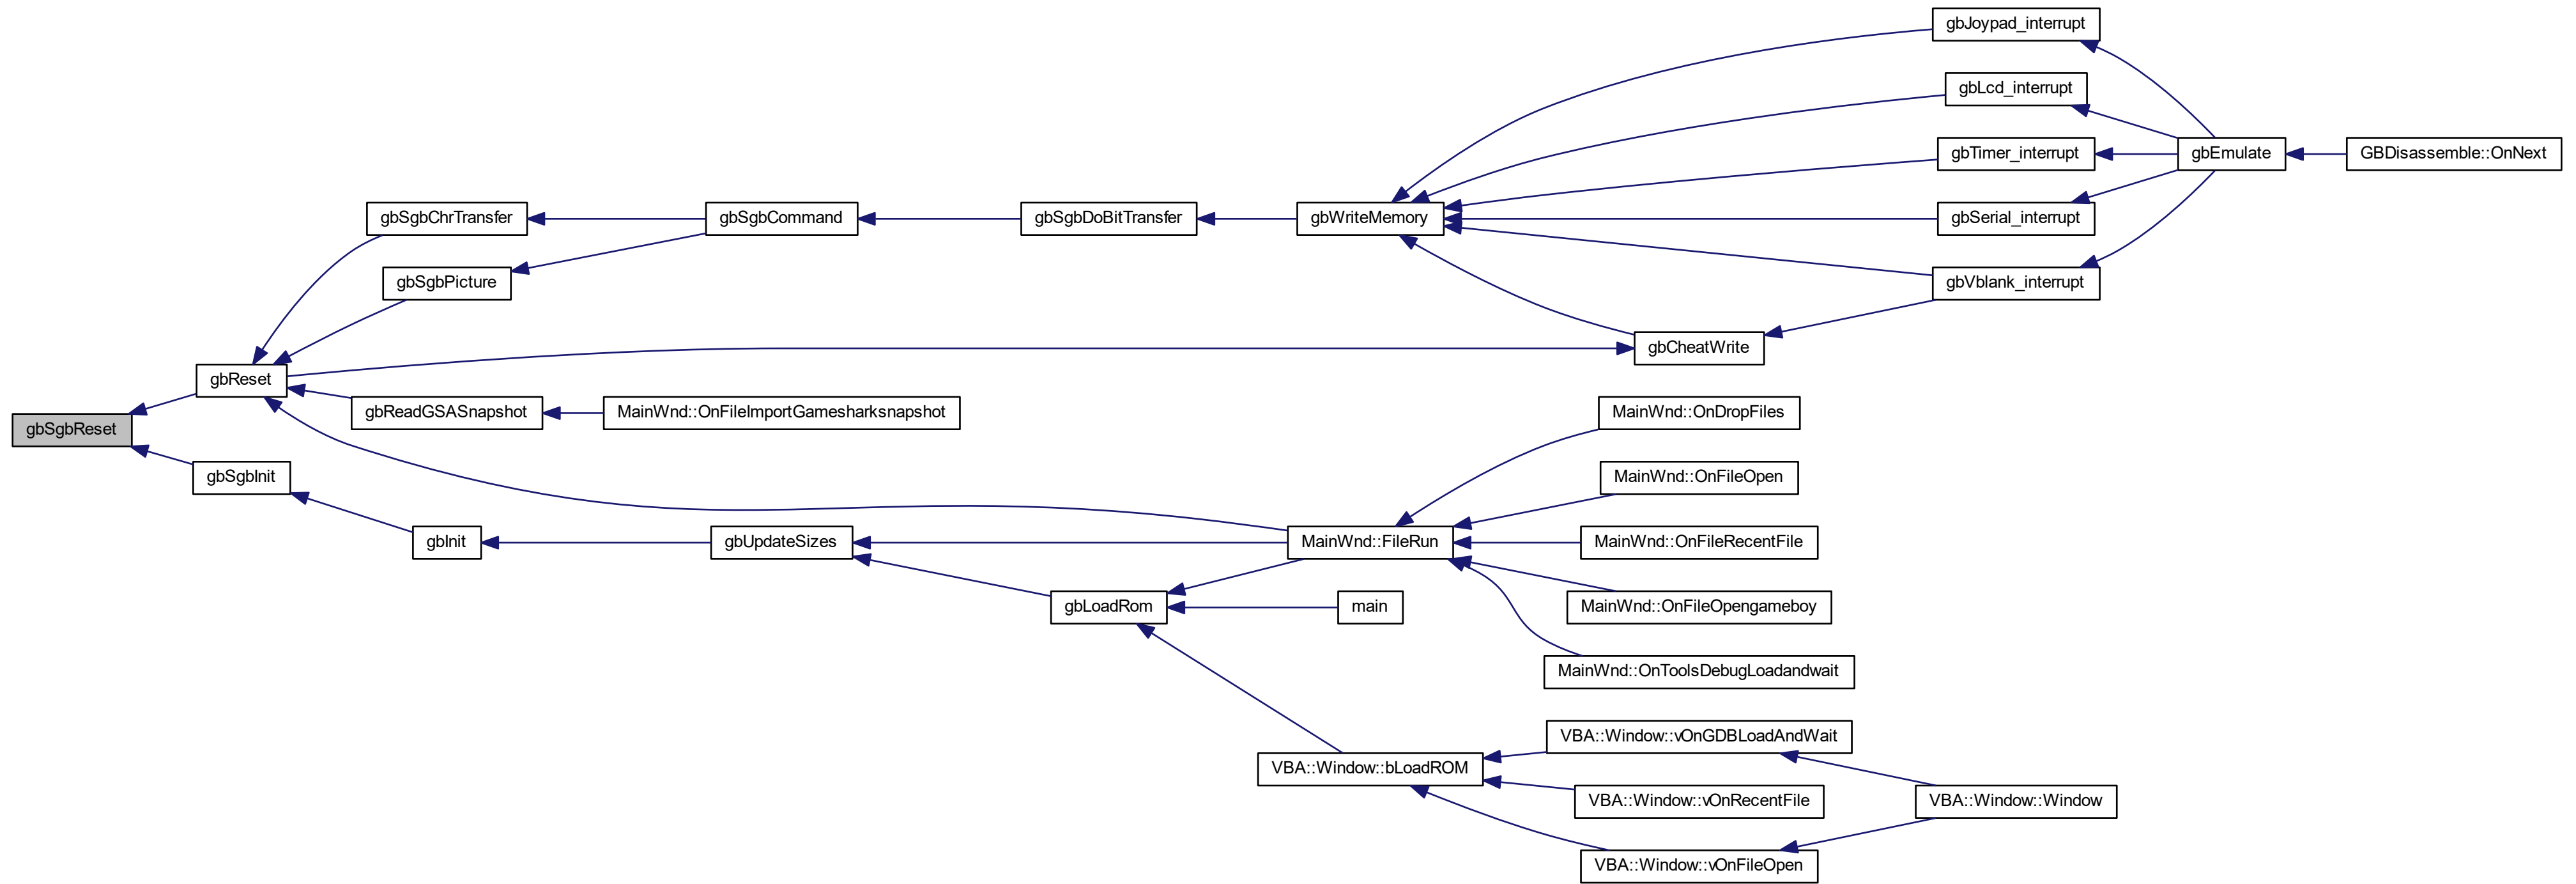 gbJoypad_interrupt
gbLcd_interrupt
gbTimer_interrupt
gbEmulate
GBDisassemble::OnNext
gbSgbChrTransfer
gbSgbCommand
gbSgbDoBitTransfer
gbWriteMemory
gbSerial_interrupt
gbSgbPicture
gbVblank_interrupt
gbCheatWrite
gbReset
gbReadGSASnapshot
MainWnd::OnFileImportGamesharksnapshot
MainWnd::OnDropFiles
gbSgbReset
gbSgbInit
MainWnd::OnFileOpen
gbInit
gbUpdateSizes
MainWnd::FileRun
MainWnd::OnFileRecentFile
gbLoadRom
main
MainWnd::OnFileOpengameboy
MainWnd::OnToolsDebugLoadandwait
VBA::Window::vOnGDBLoadAndWait
VBA::Window::bLoadROM
VBA::Window::vOnRecentFile
VBA::Window::Window
VBA::Window::vOnFileOpen